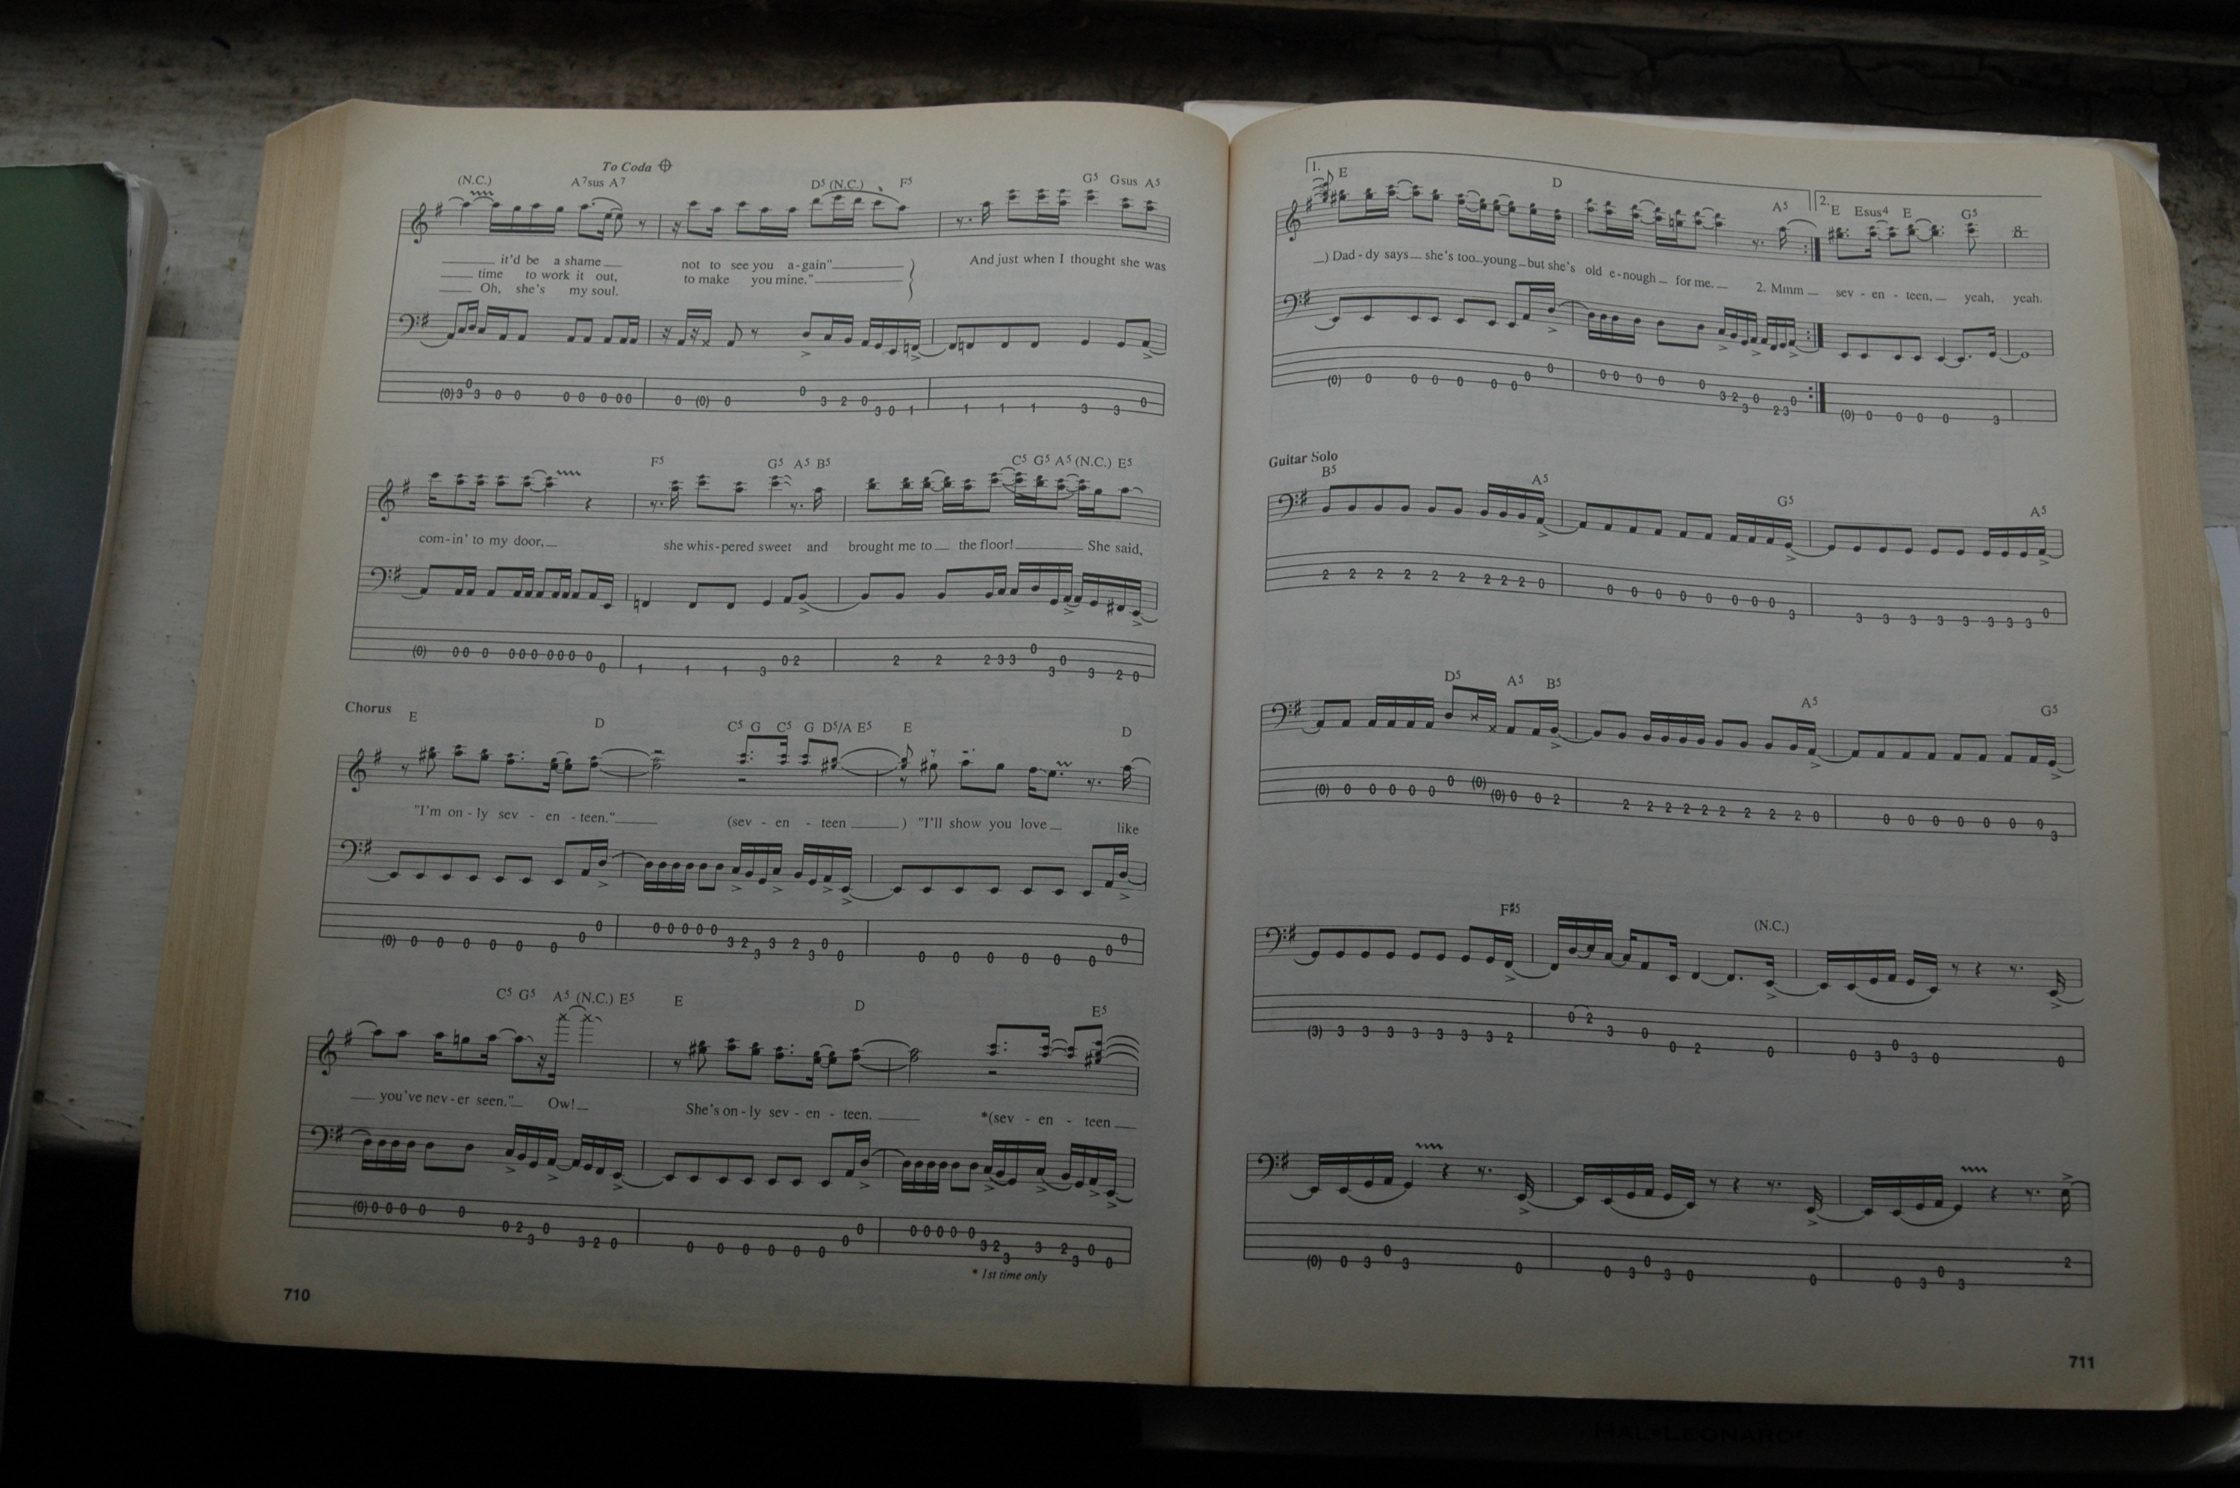 To Coda
(N.C.) A7sus A7 D5 (N.C.) F5 G5 Gsus A5
it'd be a shame not to see you a-gain" And just when I thought she was
time to work it out, to make you mine."
Oh, she's my soul.
(0) 3 0 3 0 0 0 0 0 0 0 0 (0) 0 0 3 2 0 3 0 1 1 1 1 3 3 0
F5 G5 A5 B5 C5 G5 A5 (N.C.) E5
com-in' to my door, she whis-pered sweet and brought me to the floor! She said,
(0) 0 0 0 0 0 0 0 0 0 0 0 0 1 1 1 3 0 2 2 2 2 3 3 0 3 0 3 2 0
Chorus
E D C5 G C5 G D5/A E5 E D
"I'm on - ly sev - en - teen." (sev - en - teen ) "I'll show you love like
(0) 0 0 0 0 0 0 0 0 0 0 0 0 0 3 2 3 3 2 3 0 0 0 0 0 0 0 0 0 0
C5 G5 A5 (N.C.) E5 E D E5
you've nev-er seen." Ow! She's on - ly sev - en - teen. *(sev - en - teen
(0) 0 0 0 0 0 0 2 3 0 3 2 0 0 0 0 0 0 0 0 0 0 0 0 0 0 3 2 3 3 2 3 0 0
* 1st time only
710
1. E D A5 2. E Esus4 E G5
) Dad - dy says she's too young but she's old e-nough for me. 2. Mmm sev - en - teen, yeah, yeah.
8
(0) 0 0 0 0 0 0 0 0 0 0 0 0 0 3 2 3 0 2 3 0 (0) 0 0 0 0 3
Guitar Solo
B5 A5 G5 A5
2 2 2 2 2 2 2 2 2 0 0 0 0 0 0 0 0 0 3 3 3 3 3 3 3 3 3 0
D5 A5 B5 A5 G5
(0) 0 0 0 0 0 0 (0) (0) 0 0 2 2 2 2 2 2 2 2 2 2 0 0 0 0 0 0 0 0 3
F#5 (N.C.)
(3) 3 3 3 3 3 3 3 2 0 2 3 0 0 2 0 0 3 0 3 0 0
(0) 0 3 0 3 0 0 3 0 3 0 0 0 3 0 3 2
711
HAL•LEONARD